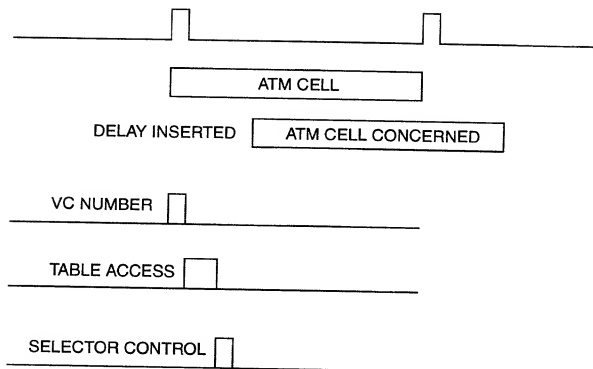 ATM CELL
DELAY INSERTED
ATM CELL CONCERNED
VC NUMBER
TABLE ACCESS
SELECTOR CONTROL